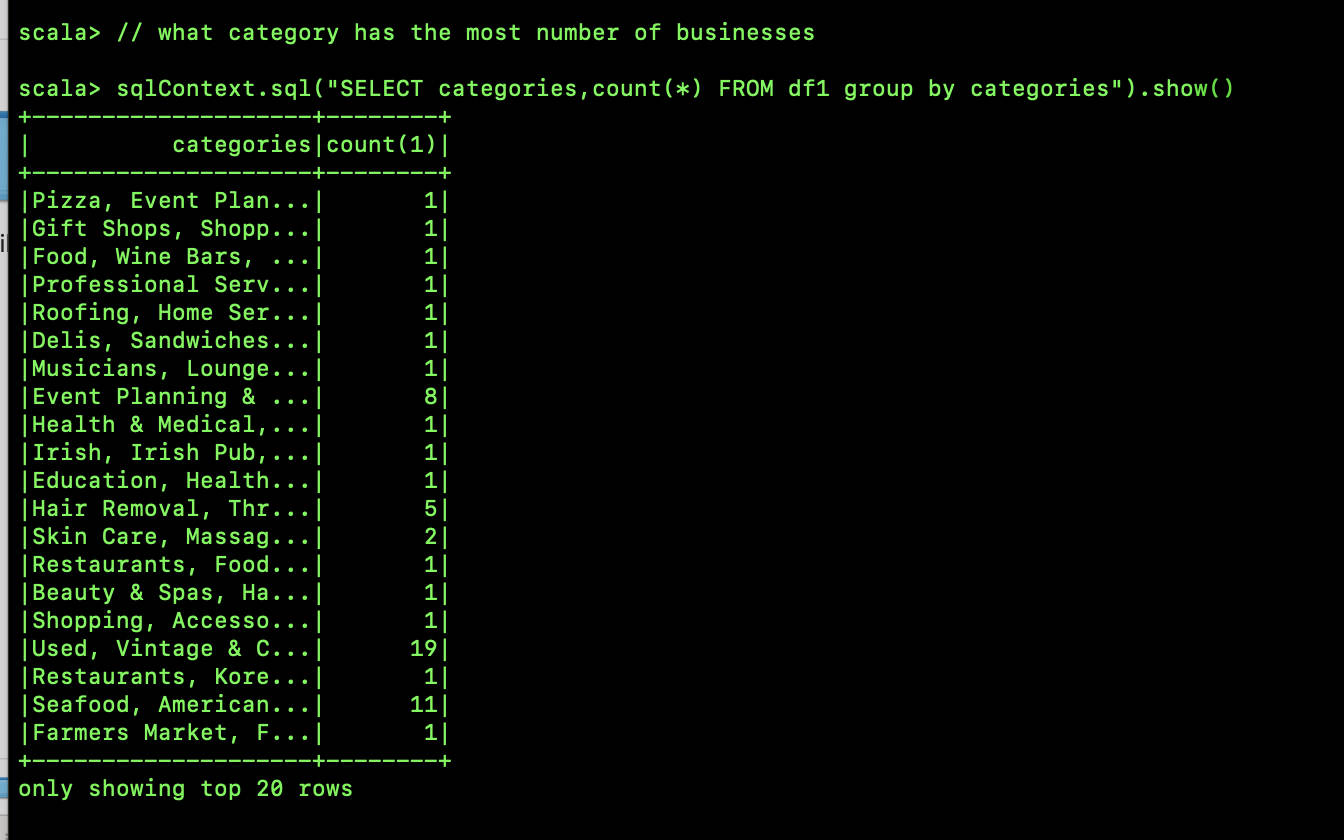 scala> // what category has the most number of businesses
scala> sqlContext.sql("SELECT categories,count(*) FROM df1 group by categories").show()
+--------------------+--------+
|          categories|count(1)|
+--------------------+--------+
|Pizza, Event Plan...|       1|
|Gift Shops, Shopp...|       1|
|Food, Wine Bars, ...|       1|
|Professional Serv...|       1|
|Roofing, Home Ser...|       1|
|Delis, Sandwiches...|       1|
|Musicians, Lounge...|       1|
|Event Planning & ...|       8|
|Health & Medical,...|       1|
|Irish, Irish Pub,...|       1|
|Education, Health...|       1|
|Hair Removal, Thr...|       5|
|Skin Care, Massag...|       2|
|Restaurants, Food...|       1|
|Beauty & Spas, Ha...|       1|
|Shopping, Accesso...|       1|
|Used, Vintage & C...|      19|
|Restaurants, Kore...|       1|
|Seafood, American...|      11|
|Farmers Market, F...|       1|
+--------------------+--------+
only showing top 20 rows